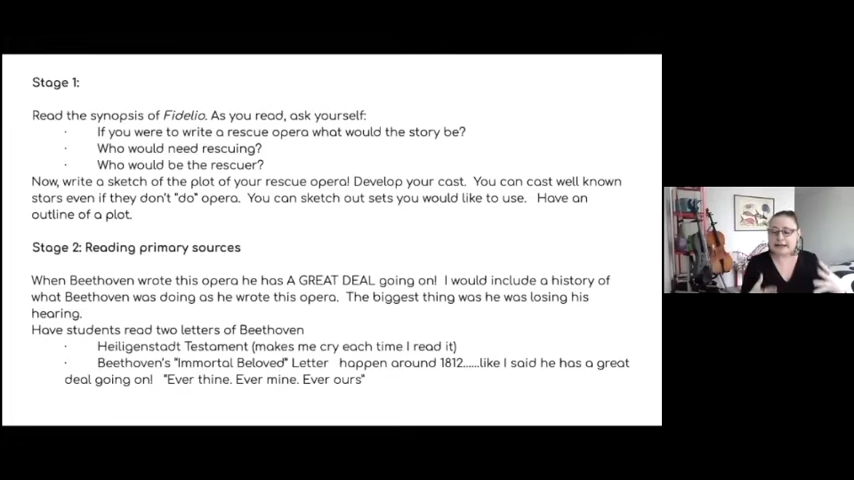 Stage 1:
Read the synopsis of Fidelio. As you read, ask yourself:
· If you were to write a rescue opera what would the story be?
· Who would need rescuing?
· Who would be the rescuer?
Now, write a sketch of the plot of your rescue opera! Develop your cast. You can cast well known
stars even if they don't "do" opera. You can sketch out sets you would like to use. Have an
outline of a plot.
Stage 2: Reading primary sources
When Beethoven wrote this opera he has A GREAT DEAL going on! I would include a history of
what Beethoven was doing as he wrote this opera. The biggest thing was he was losing his
hearing.
Have students read two letters of Beethoven
· Heiligenstadt Testament (makes me cry each time I read it)
· Beethoven's "Immortal Beloved" Letter happen around 1812......like I said he has a great
deal going on! "Ever thine. Ever mine. Ever ours"